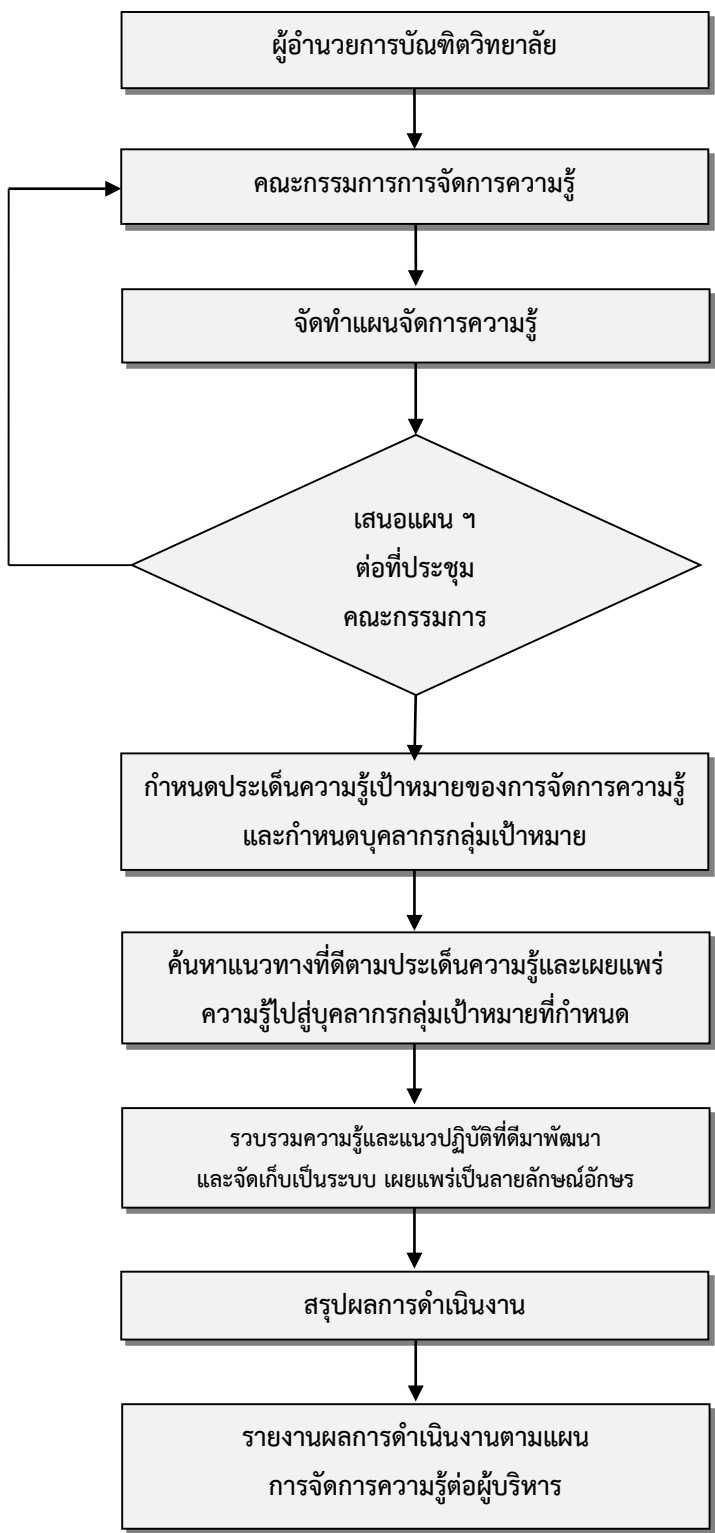 ผู้อำนวยการบัณฑิตวิทยาลัย
คณะกรรมการการจัดการความรู้
จัดทำแผนจัดการความรู้
เสนอแผน ฯ
ต่อที่ประชุม
คณะกรรมการ
กำหนดประเด็นความรู้เป้าหมายของการจัดการความรู้
และกำหนดบุคลากรกลุ่มเป้าหมาย
ค้นหาแนวทางที่ดีตามประเด็นความรู้และเผยแพร่
ความรู้ไปสู่บุคลากรกลุ่มเป้าหมายที่กำหนด
รวบรวมความรู้และแนวปฏิบัติที่ดีมาพัฒนา
และจัดเก็บเป็นระบบ เผยแพร่เป็นลายลักษณ์อักษร
สรุปผลการดำเนินงาน
รายงานผลการดำเนินงานตามแผน
การจัดการความรู้ต่อผู้บริหาร